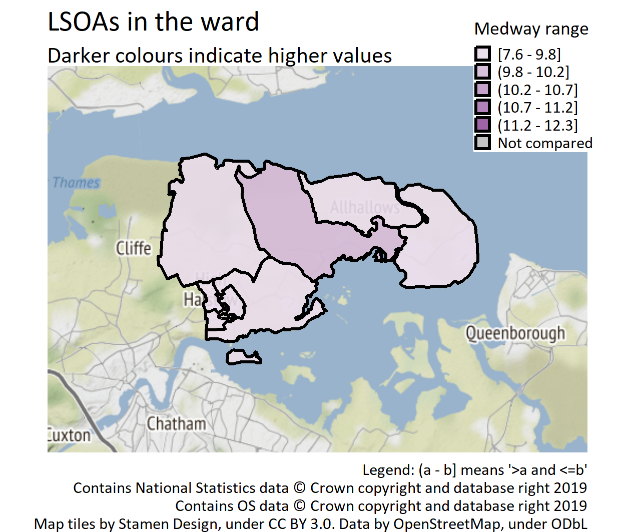 LSOAs in the ward
Darker colours indicate higher values
Medway range
[7.6 - 9.8]
(9.8 - 10.2]
(10.2 - 10.7]
(10.7 - 11.2]
(11.2 - 12.3]
Not compared
Thames
Allhallows
Cliffe
Ha
Queenborough
Chatham
Luxton
Legend: (a - b] means '>a and <=b'
Contains National Statistics data © Crown copyright and database right 2019
Contains OS data © Crown copyright and database right 2019
Map tiles by Stamen Design, under CC BY 3.0. Data by OpenStreetMap, under ODbL